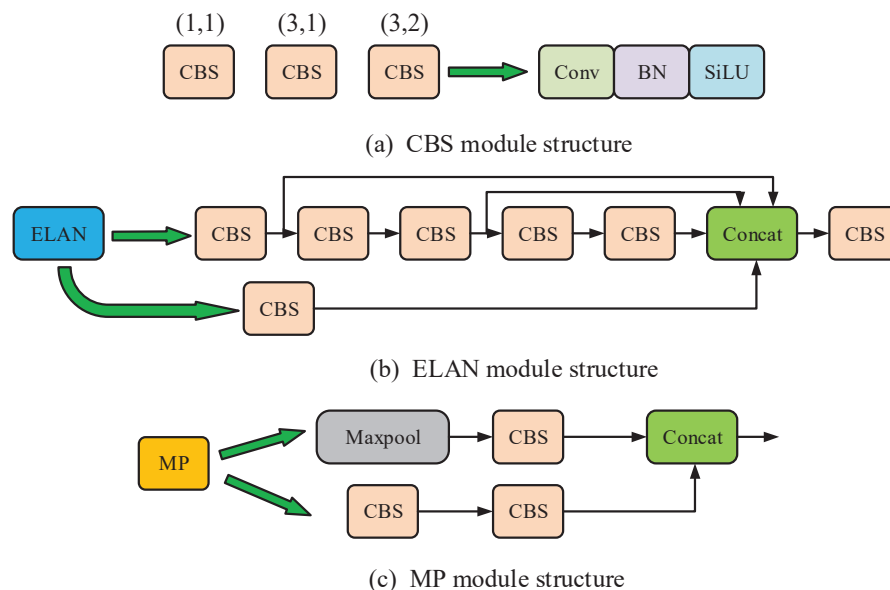 (1,1) (3,1) (3,2)
CBS CBS CBS Conv BN SiLU
(a) CBS module structure
ELAN CBS CBS CBS CBS CBS Concat CBS
CBS
(b) ELAN module structure
Maxpool CBS Concat
MP
CBS CBS
(c) MP module structure